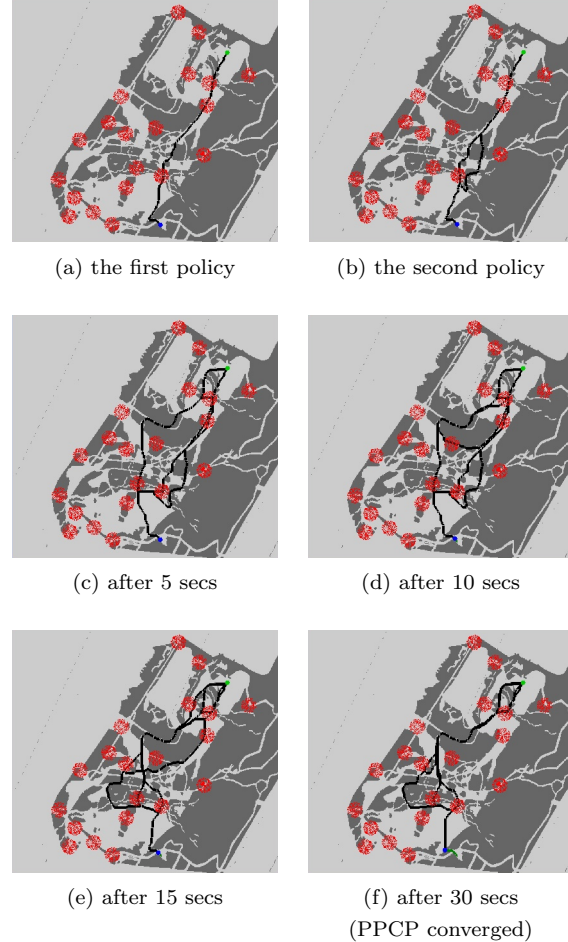 (a) the first policy
(b) the second policy
(c) after 5 secs
(d) after 10 secs
(e) after 15 secs
(f) after 30 secs
(PPCP converged)